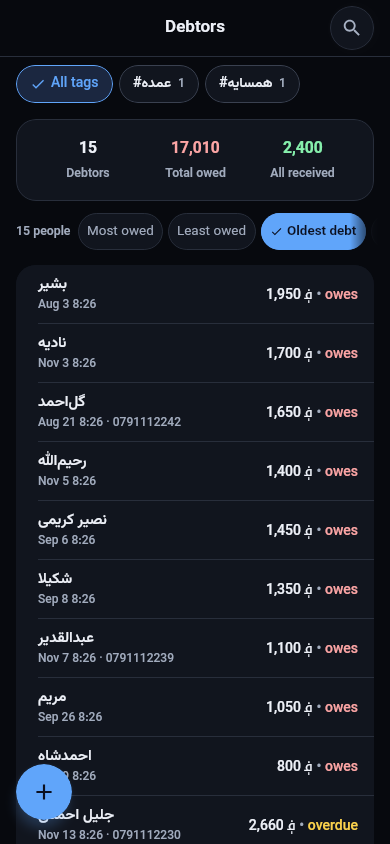 Debtors
All tags
#عمده 1
#همسایه 1
15
Debtors
17,010
Total owed
2,400
All received
15 people
Most owed
Least owed
Oldest debt
بشیر
Aug 3 8:26
1,950 ؋ • owes
نادیه
Nov 3 8:26
1,700 ؋ • owes
گل‌احمد
Aug 21 8:26 · 0791112242
1,650 ؋ • owes
رحیم‌الله
Nov 5 8:26
1,400 ؋ • owes
نصیر کریمی
Sep 6 8:26
1,450 ؋ • owes
شکیلا
Sep 8 8:26
1,350 ؋ • owes
عبدالقدیر
Nov 7 8:26 · 0791112239
1,100 ؋ • owes
مریم
Sep 26 8:26
1,050 ؋ • owes
احمدشاه
8:26
800 ؋ • owes
جلیل
Nov 13 8:26 · 0791112230
2,660 ؋ • overdue